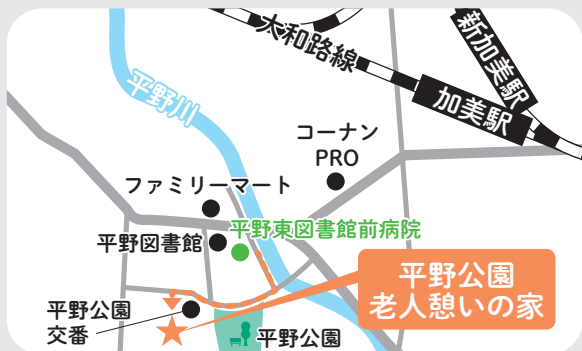 大和路線
新加美駅
加美駅
平野川
コーナン
PRO
ファミリーマート
平野東図書館前病院
平野図書館
平野公園
老人憩いの家
平野公園
交番
平野公園